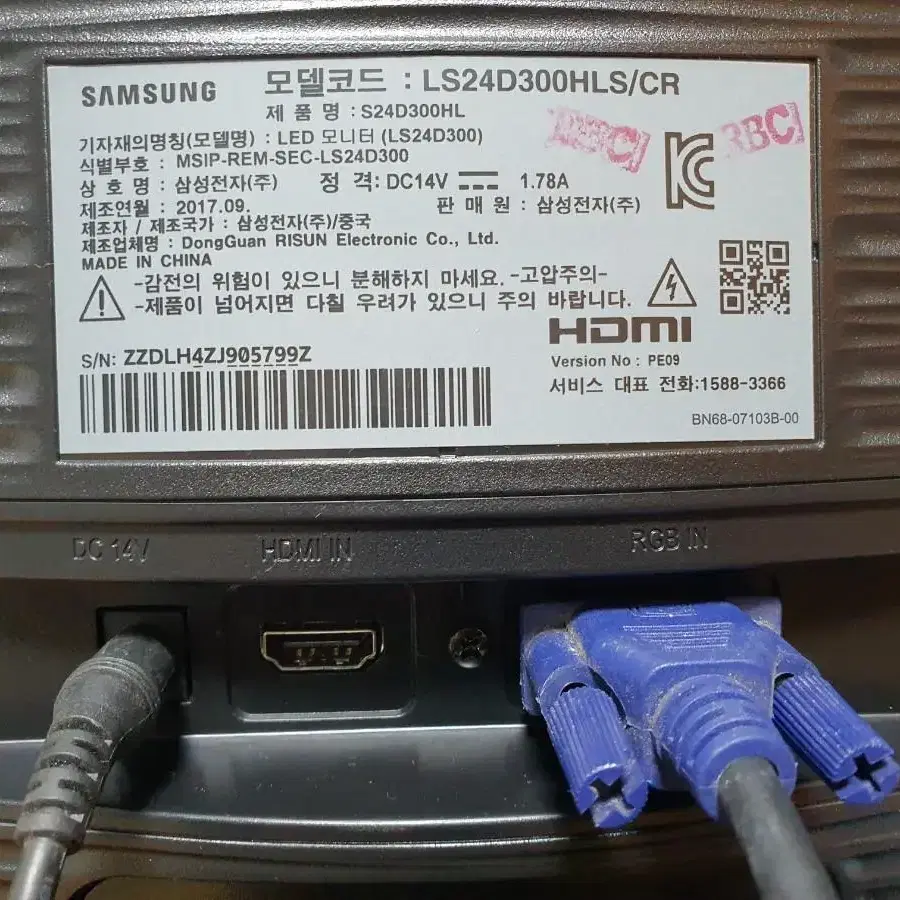 SAMSUNG 모델코드 : LS24D300HLS/CR
제 품 명 : S24D300HL
기자재의명칭(모델명) : LED 모니터 (LS24D300)
식별부호 : MSIP-REM-SEC-LS24D300
상 호 명 : 삼성전자(주) 정 격: DC14V 1.78A
제조연월 : 2017.09. 판 매 원 : 삼성전자(주)
제조자 / 제조국가 : 삼성전자(주)/중국
제조업체명 : DongGuan RISUN Electronic Co., Ltd.
MADE IN CHINA
-감전의 위험이 있으니 분해하지 마세요. -고압주의-
-제품이 넘어지면 다칠 우려가 있으니 주의 바랍니다.
HDMI
S/N: ZZDLH4ZJ905799Z
Version No : PE09
서비스 대표 전화:1588-3366
BN68-07103B-00
DC 14V HDMI IN RGB IN